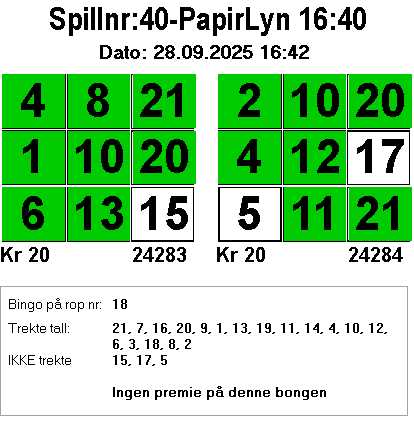 Spillnr:40-PapirLyn 16:40
Dato: 28.09.2025 16:42
4 8 21 2 10 20
1 10 20 4 12 17
6 13 15 5 11 21
Kr 20 24283 Kr 20 24284
Bingo på rop nr: 18
Trekte tall: 21, 7, 16, 20, 9, 1, 13, 19, 11, 14, 4, 10, 12,
6, 3, 18, 8, 2
IKKE trekte 15, 17, 5
Ingen premie på denne bongen